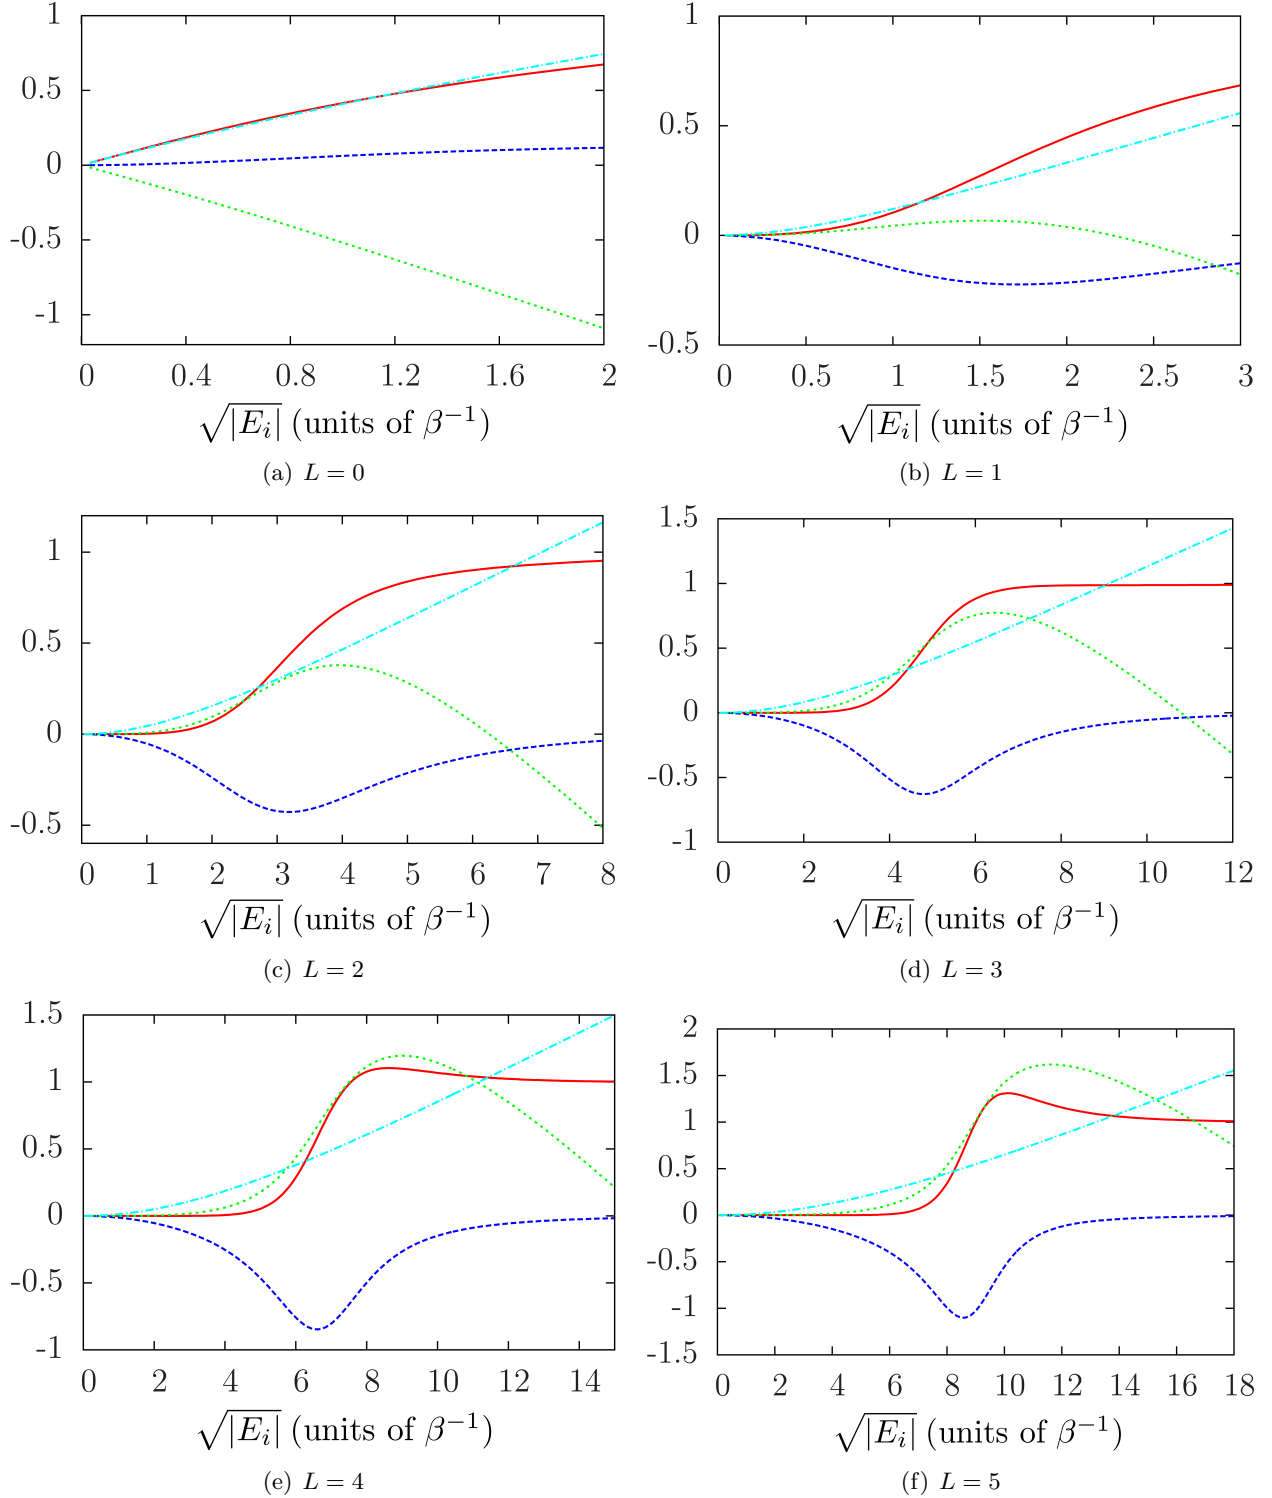 1
0.5
0
-0.5
-1
0 0.4 0.8 1.2 1.6 2
√|E_i| (units of β⁻¹)
(a) L = 0
1
0.5
0
-0.5
0 0.5 1 1.5 2 2.5 3
√|E_i| (units of β⁻¹)
(b) L = 1
1
0.5
0
-0.5
0 1 2 3 4 5 6 7 8
√|E_i| (units of β⁻¹)
(c) L = 2
1.5
1
0.5
0
-0.5
-1
0 2 4 6 8 10 12
√|E_i| (units of β⁻¹)
(d) L = 3
1.5
1
0.5
0
-0.5
-1
0 2 4 6 8 10 12 14
√|E_i| (units of β⁻¹)
(e) L = 4
2
1.5
1
0.5
0
-0.5
-1
-1.5
0 2 4 6 8 10 12 14 16 18
√|E_i| (units of β⁻¹)
(f) L = 5